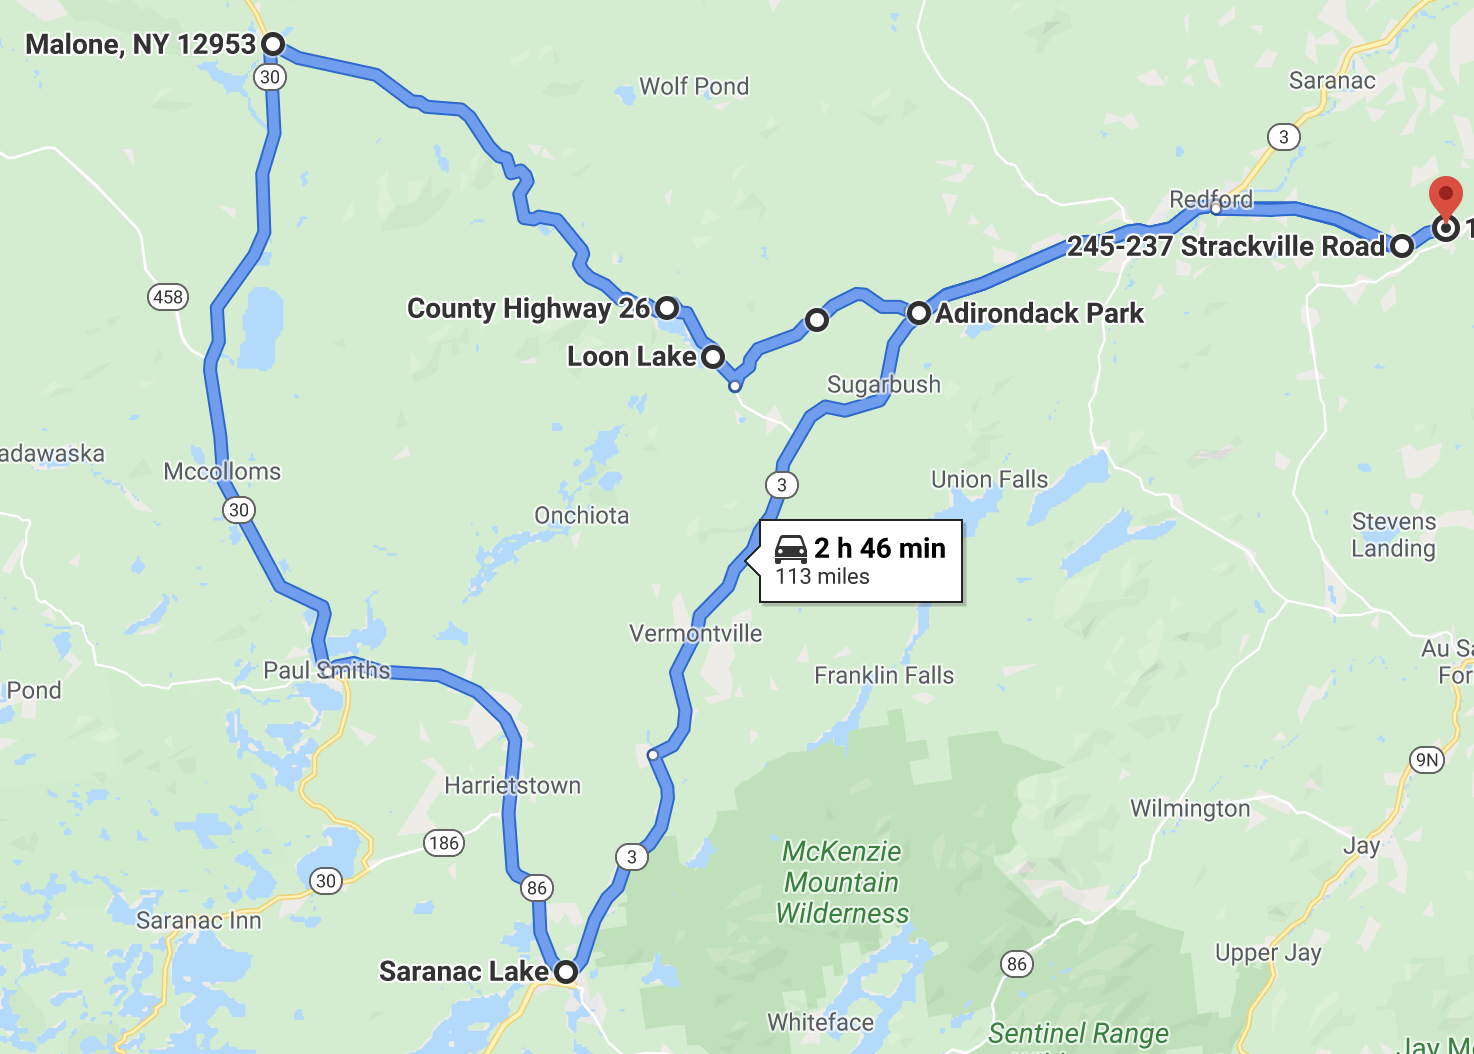 Malone, NY 12953
30
Wolf Pond
Saranac
3
Redford
245-237 Strackville Road
1
458
County Highway 26
Adirondack Park
Loon Lake
Sugarbush
adawaska
Mccolloms
3
Union Falls
30
Onchiota
Stevens
Landing
2 h 46 min
113 miles
Vermontville
Au Sa
For
Paul Smiths
Franklin Falls
Pond
9N
Harrietstown
Wilmington
186
3
McKenzie
Mountain
Wilderness
Jay
30
86
Saranac Inn
Upper Jay
86
Saranac Lake
Whiteface
Sentinel Range
Jay M